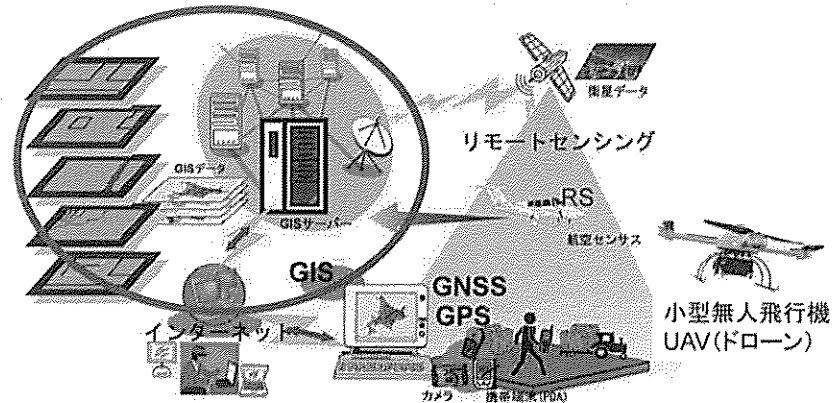 衛星データ
リモートセンシング
GISデータ
GISサーバー
RS
航空センサス
GIS
GNSS
GPS
インターネット
小型無人飛行機
UAV(ドローン)
カメラ
携帯端末(PDA)